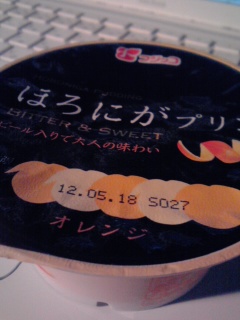 ほろにがプリ
BITTER & SWEET
ピール入りで大人の味わい
12.05.18 S027
オレンジ